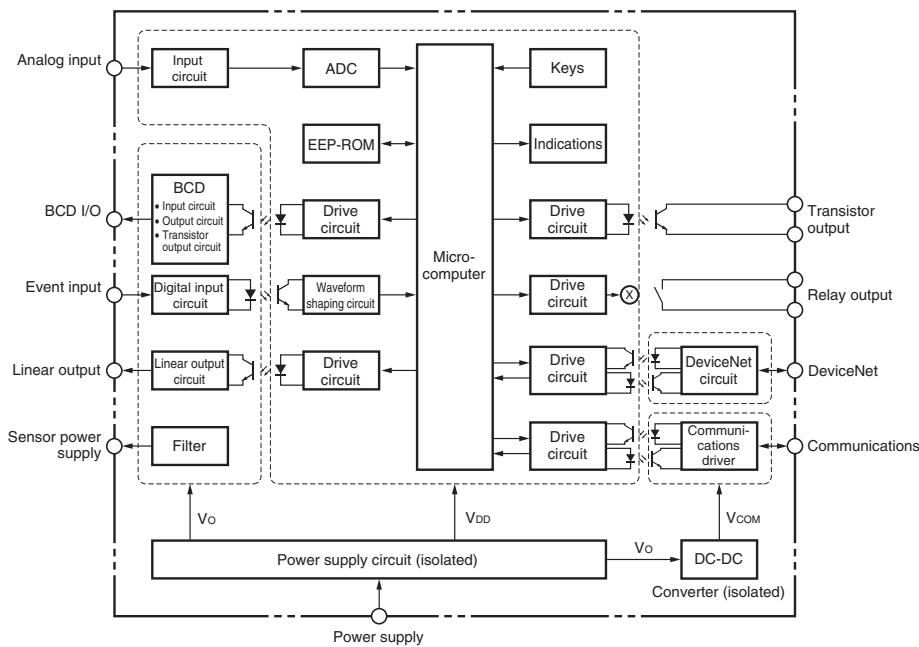 Analog input
Input
circuit
ADC
Keys
EEP-ROM
Indications
BCD I/O
BCD
• Input circuit
• Output circuit
• Transistor
output circuit
Drive
circuit
Micro-
computer
Drive
circuit
Transistor
output
Event input
Digital input
circuit
Waveform
shaping circuit
Drive
circuit
X
Relay output
Linear output
Linear output
circuit
Drive
circuit
Drive
circuit
DeviceNet
circuit
DeviceNet
Sensor power
supply
Filter
Drive
circuit
Communi-
cations
driver
Communications
VO
VDD
VCOM
Power supply circuit (isolated)
VO
DC-DC
Converter (isolated)
Power supply